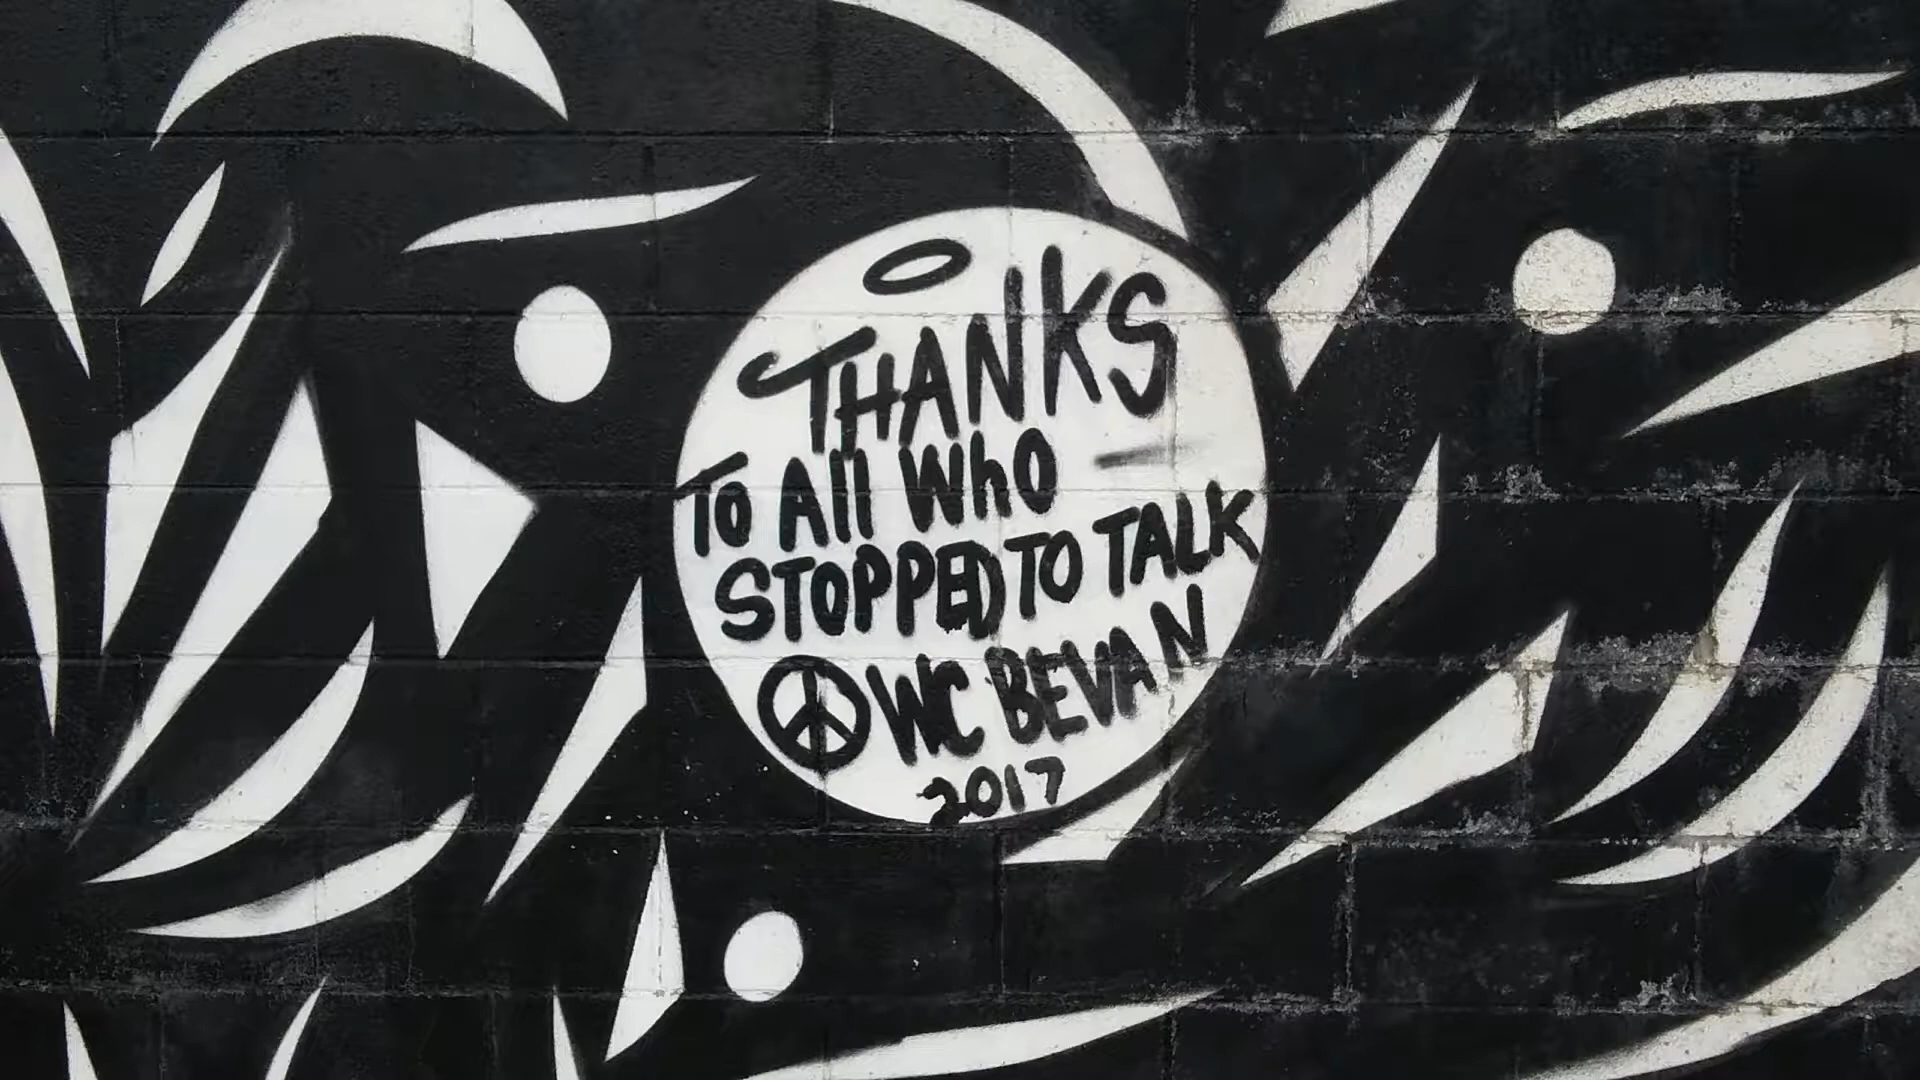 THANKS
TO All WhO
STOPPED TO TALK
WC BEVAN
2017